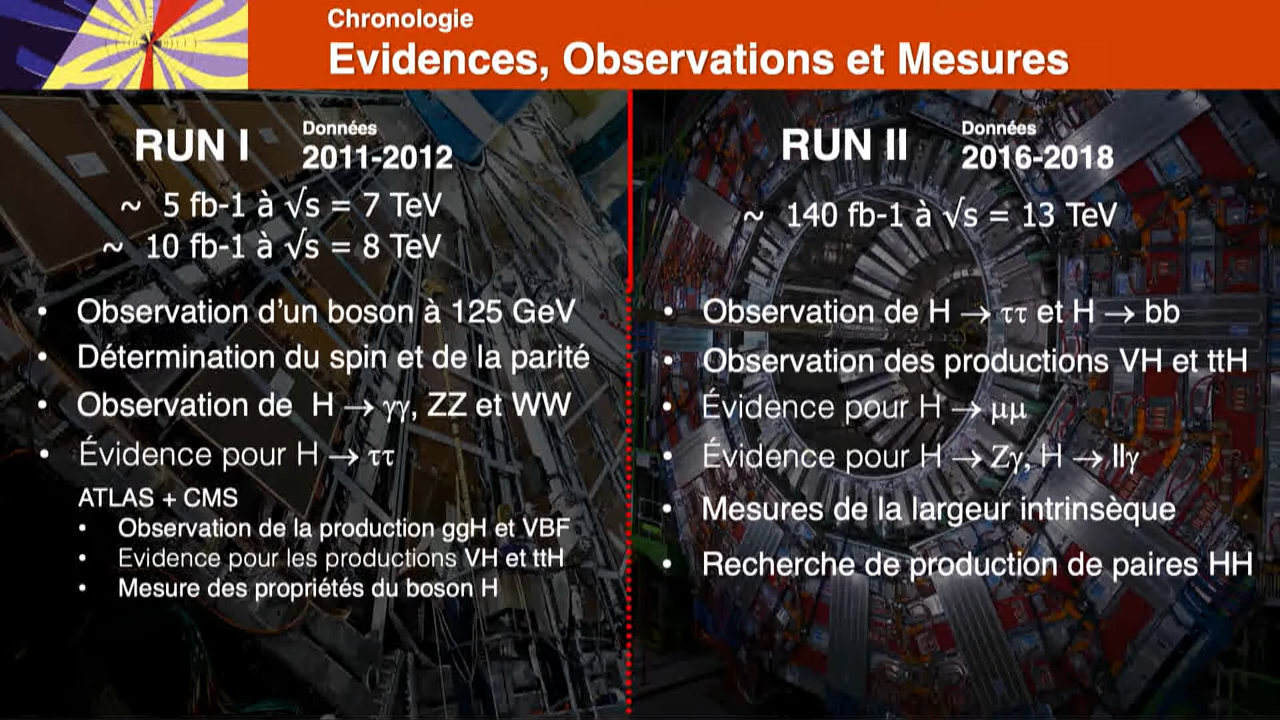 Chronologie
Evidences, Observations et Mesures
RUN I
Données
2011-2012
~ 5 fb-1 à √s = 7 TeV
~ 10 fb-1 à √s = 8 TeV
• Observation d’un boson à 125 GeV
• Détermination du spin et de la parité
• Observation de H → γγ, ZZ et WW
• Évidence pour H → ττ
ATLAS + CMS
• Observation de la production ggH et VBF
• Evidence pour les productions VH et ttH
• Mesure des propriétés du boson H
RUN II
Données
2016-2018
~ 140 fb-1 à √s = 13 TeV
• Observation de H → ττ et H → bb
• Observation des productions VH et ttH
• Évidence pour H → μμ
• Évidence pour H → Zγ, H → llγ
• Mesures de la largeur intrinsèque
• Recherche de production de paires HH